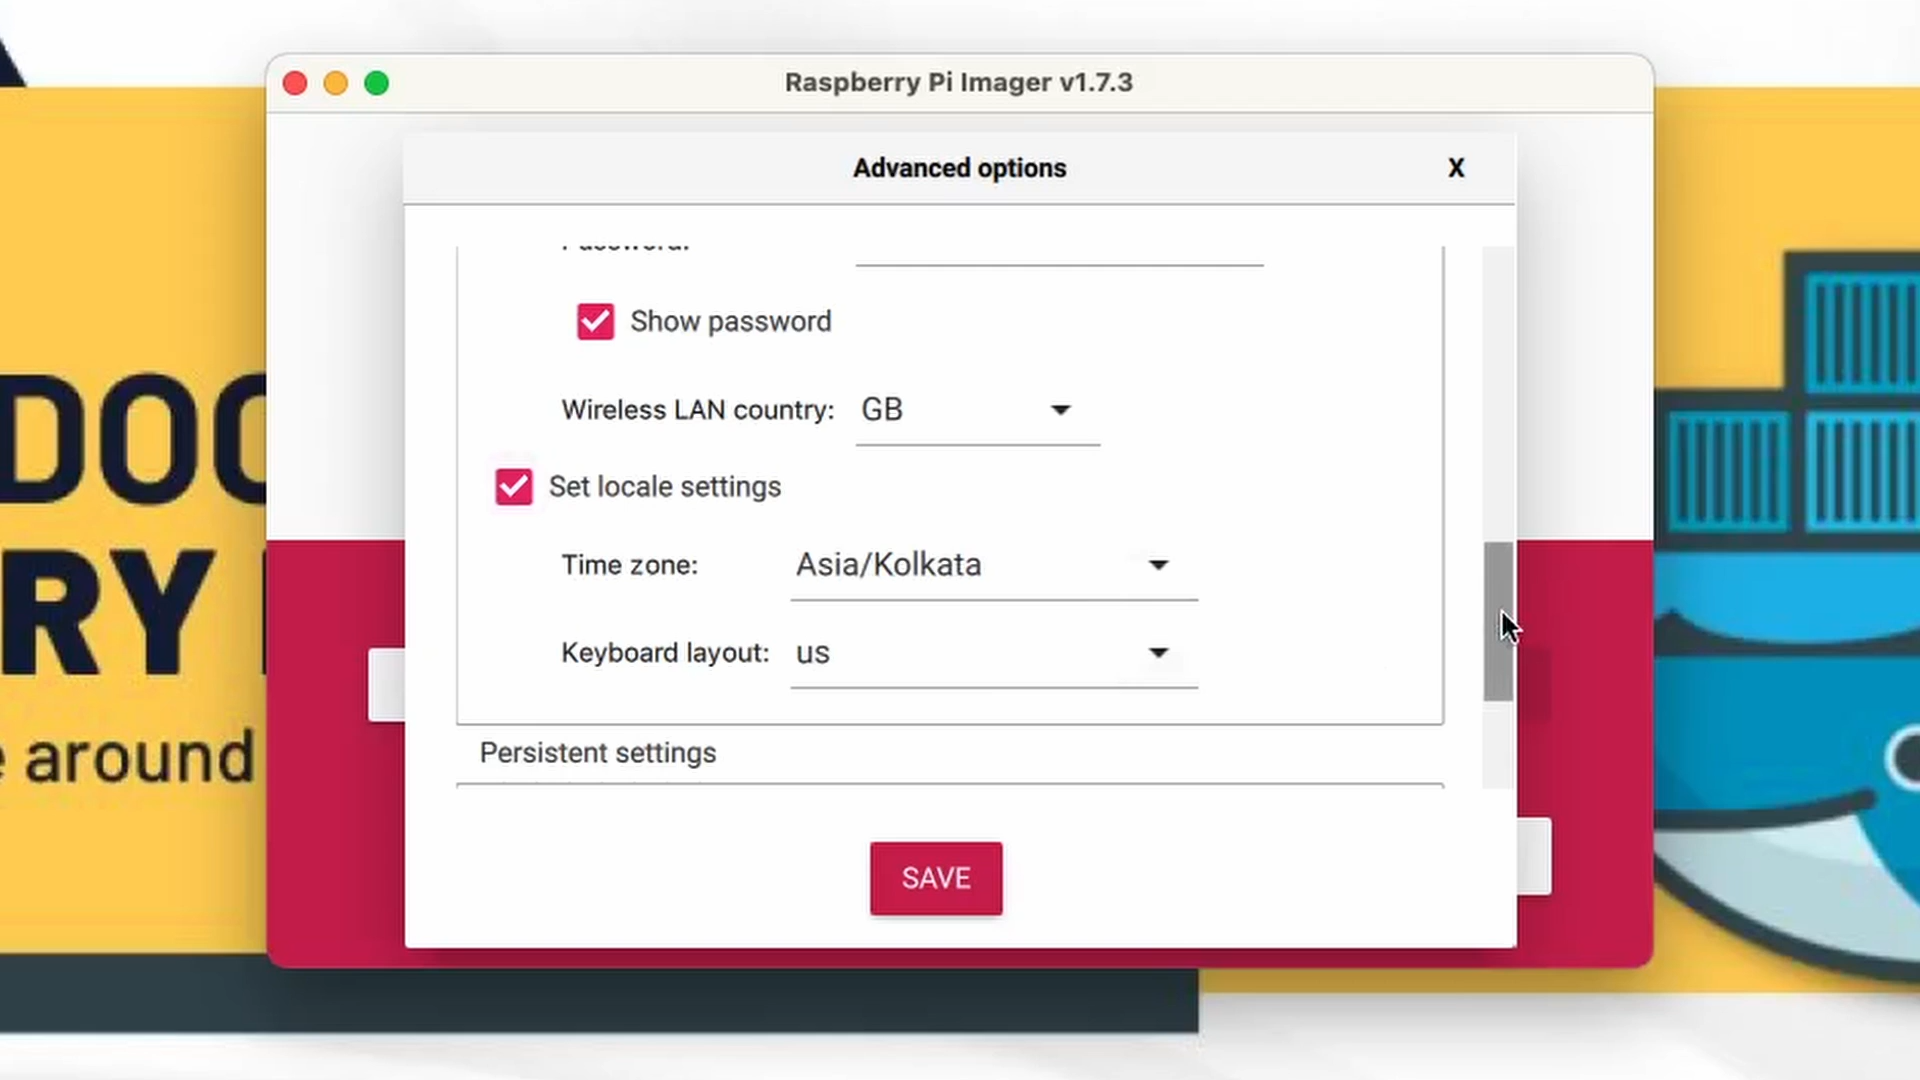 Raspberry Pi Imager v1.7.3
Advanced options
X
Password:
Show password
Wireless LAN country: GB
Set locale settings
Time zone: Asia/Kolkata
Keyboard layout: us
Persistent settings
SAVE
DOC
RY
e around